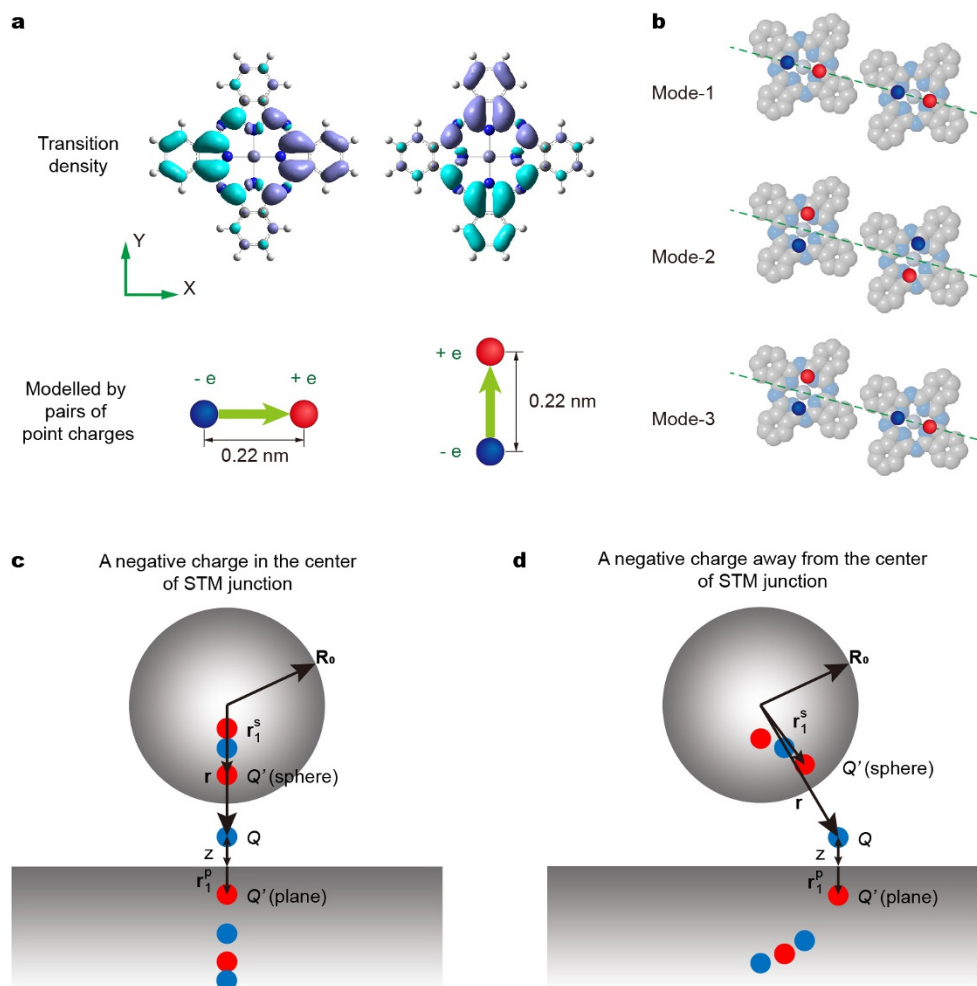 a
b
Transition
density
Y
X
Mode-1
Mode-2
Mode-3
Modelled by
pairs of
point charges
- e
+ e
0.22 nm
+ e
0.22 nm
- e
c
A negative charge in the center
of STM junction
R₀
r₁ˢ
r
Q' (sphere)
Q
z
r₁ᵖ
Q' (plane)
d
A negative charge away from the center
of STM junction
R₀
r₁ˢ
Q' (sphere)
r
Q
z
r₁ᵖ
Q' (plane)